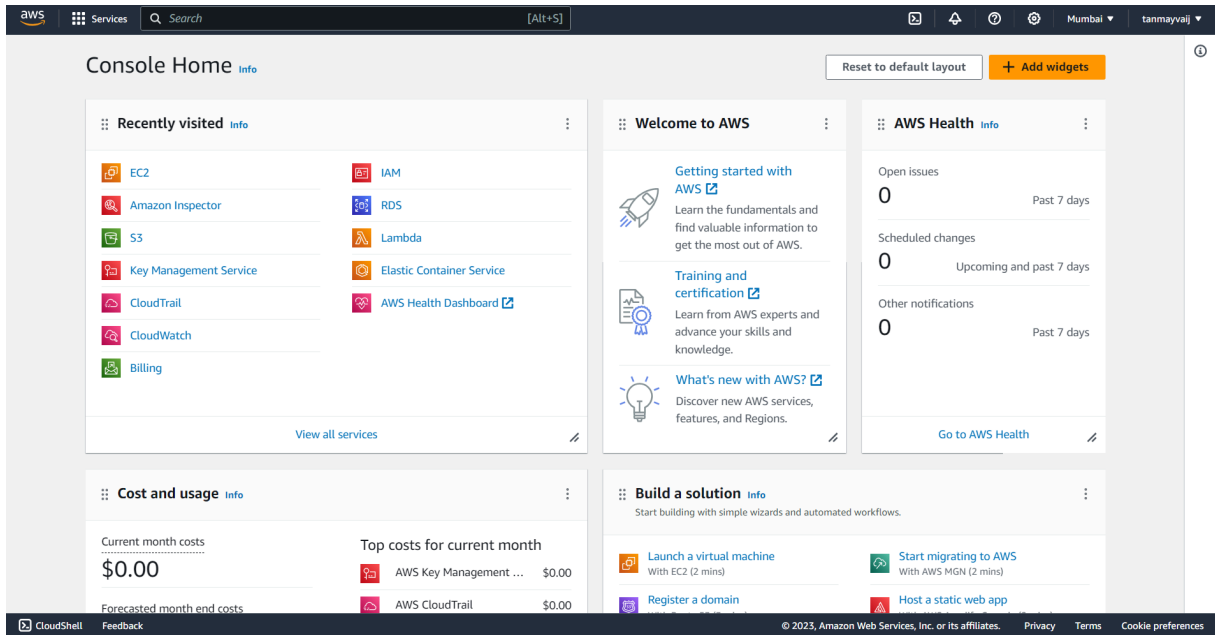 aws
Services
Search [Alt+S]
Mumbai ▼
tanmayvaij ▼
Console Home Info
Reset to default layout
+ Add widgets
Recently visited Info
EC2
Amazon Inspector
S3
Key Management Service
CloudTrail
CloudWatch
Billing
IAM
RDS
Lambda
Elastic Container Service
AWS Health Dashboard
View all services
Welcome to AWS
Getting started with
AWS
Learn the fundamentals and
find valuable information to
get the most out of AWS.
Training and
certification
Learn from AWS experts and
advance your skills and
knowledge.
What's new with AWS?
Discover new AWS services,
features, and Regions.
AWS Health Info
Open issues
0 Past 7 days
Scheduled changes
0 Upcoming and past 7 days
Other notifications
0 Past 7 days
Go to AWS Health
Cost and usage Info
Current month costs
$0.00
Forecasted month end costs
Top costs for current month
AWS Key Management ... $0.00
AWS CloudTrail $0.00
Build a solution Info
Start building with simple wizards and automated workflows.
Launch a virtual machine
With EC2 (2 mins)
Start migrating to AWS
With AWS MGN (2 mins)
Register a domain
Host a static web app
CloudShell
Feedback
© 2023, Amazon Web Services, Inc. or its affiliates.
Privacy
Terms
Cookie preferences